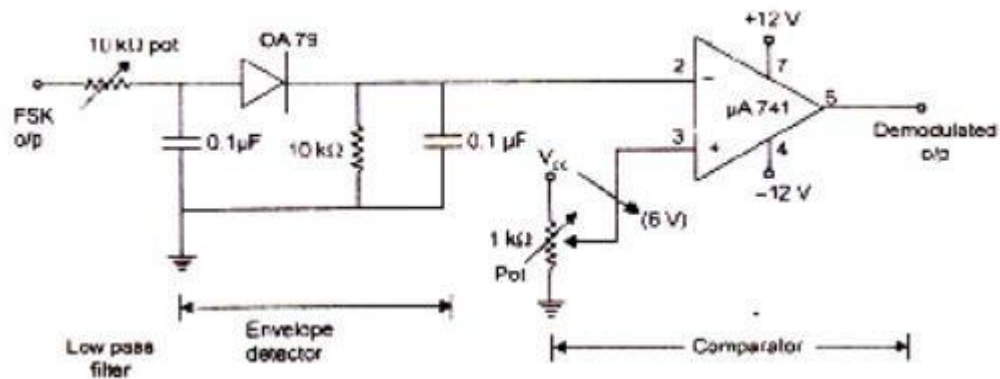 10 kΩ pot
OA 79
FSK
o/p
0.1µF
10 kΩ
0.1 µF
2
−
3
+
+12 V
7
µA 741
5
4
−12 V
Demodulated
o/p
Vcc
(6 V)
1 kΩ
Pot
Low pass
filter
Envelope
detector
Comparator